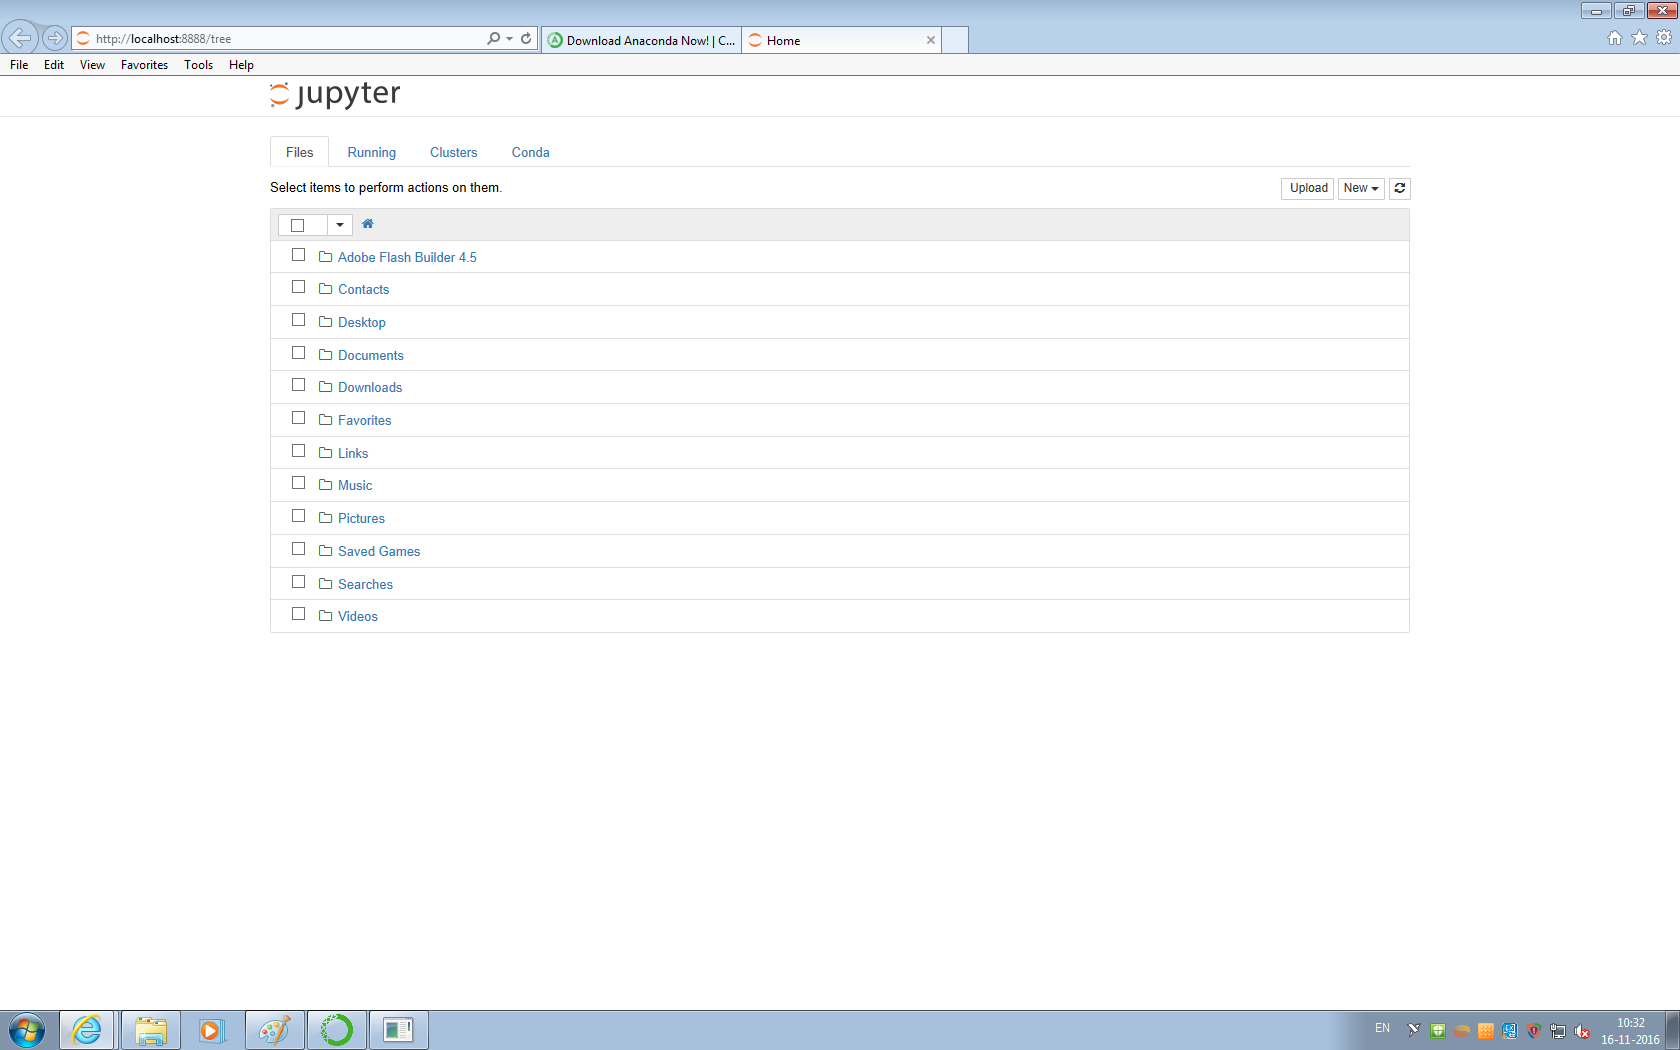 http://localhost:8888/tree
Download Anaconda Now! | C...
Home
File Edit View Favorites Tools Help
jupyter
Files Running Clusters Conda
Select items to perform actions on them.
Upload New
Adobe Flash Builder 4.5
Contacts
Desktop
Documents
Downloads
Favorites
Links
Music
Pictures
Saved Games
Searches
Videos
EN
10:32
16-11-2016